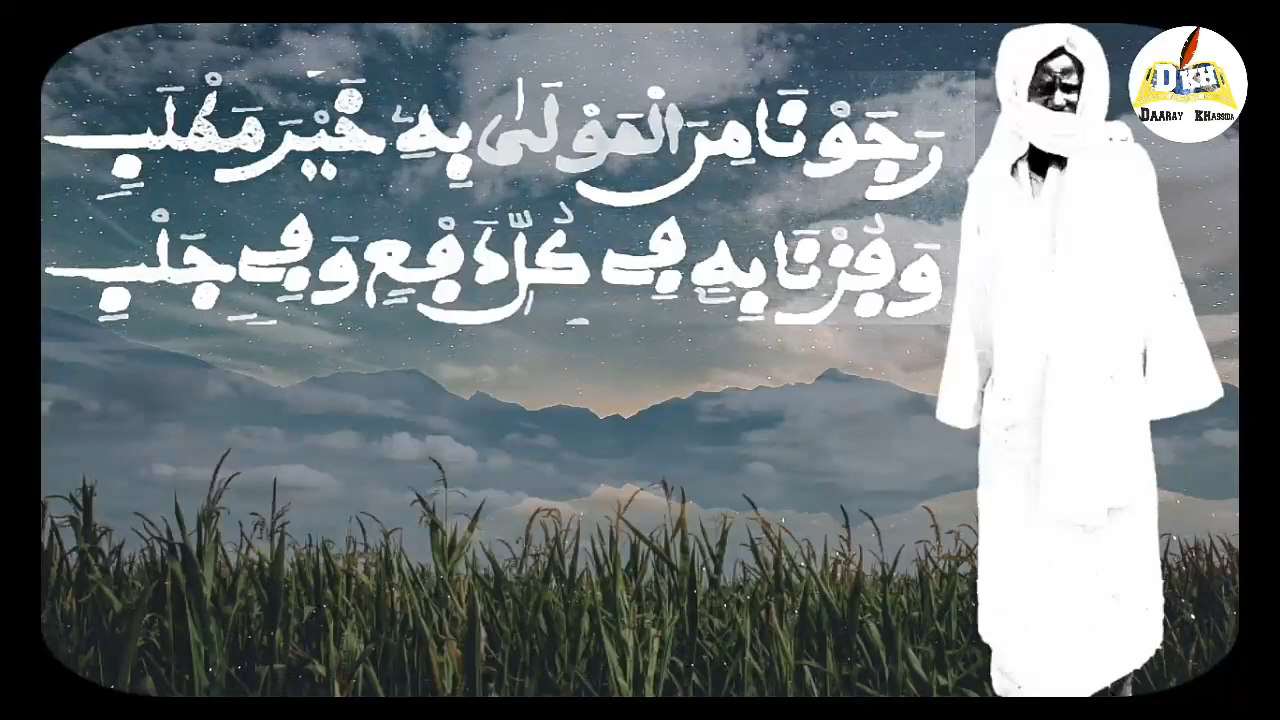 رَجَوْنَا مِنَ الْمَوْلَىٰ بِهِ خَيْرَ مَطْلَبِ
وَفُزْنَا بِهِ فِي كُلِّ دَفْعٍ وَفِي جَلْبِ
DKH
DAARAY KHASSIDA